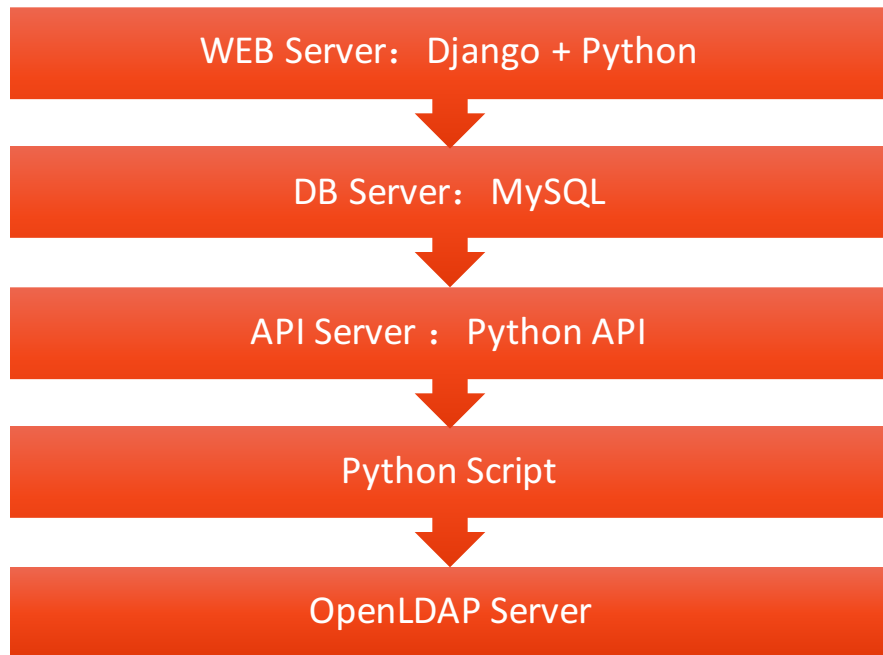 WEB Server： Django + Python
DB Server： MySQL
API Server ： Python API
Python Script
OpenLDAP Server